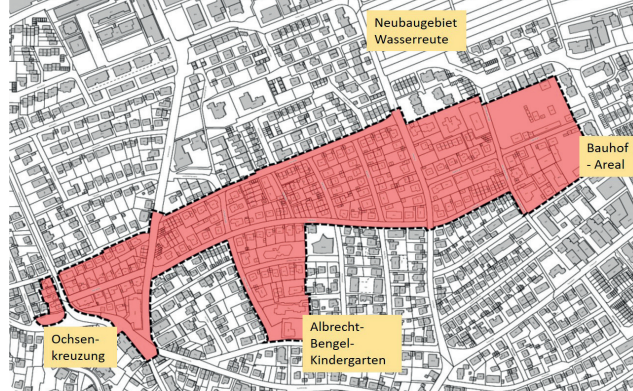 Neubaugebiet
Wasserreute
Bauhof
- Areal
Ochsen-
kreuzung
Albrecht-
Bengel-
Kindergarten